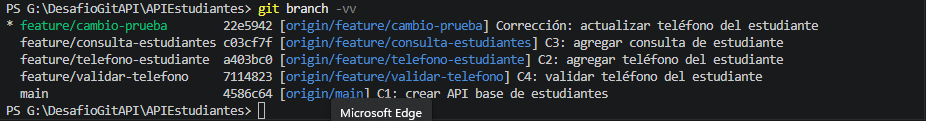 PS G:\DesafioGitAPI\APIEstudiantes> git branch -vv
* feature/cambio-prueba        22e5942 [origin/feature/cambio-prueba] Corrección: actualizar teléfono del estudiante
  feature/consulta-estudiantes c03cf7f [origin/feature/consulta-estudiantes] C3: agregar consulta de estudiante
  feature/telefono-estudiante  a403bc0 [origin/feature/telefono-estudiante] C2: agregar teléfono del estudiante
  feature/validar-telefono     7114823 [origin/feature/validar-telefono] C4: validar teléfono del estudiante
  main                         4586c64 [origin/main] C1: crear API base de estudiantes
PS G:\DesafioGitAPI\APIEstudiantes>
Microsoft Edge